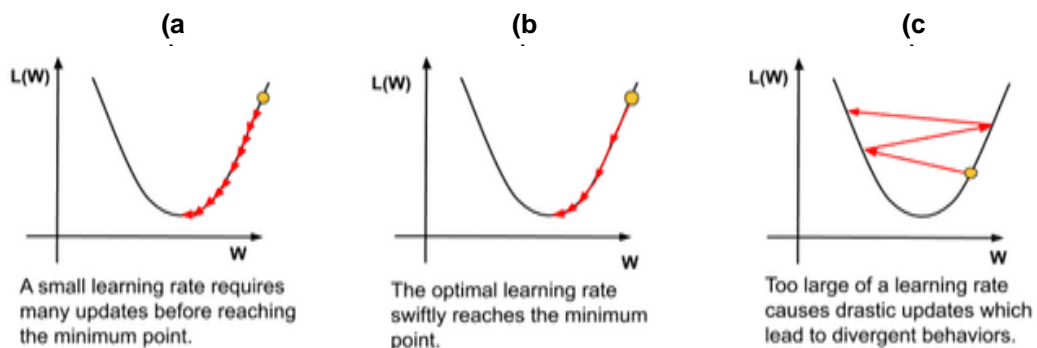 (a
(b
(c
L(W)
W
L(W)
W
L(W)
W
A small learning rate requires
many updates before reaching
the minimum point.
The optimal learning rate
swiftly reaches the minimum
point.
Too large of a learning rate
causes drastic updates which
lead to divergent behaviors.